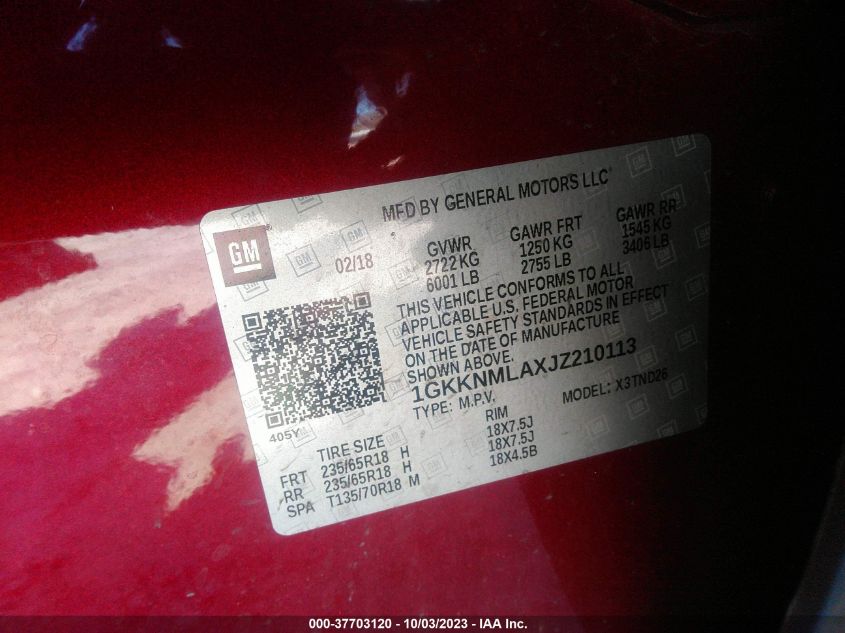 MFD BY GENERAL MOTORS LLC
GM
02/18
GVWR GAWR FRT GAWR RR
2722 KG 1250 KG 1545 KG
6001 LB 2755 LB 3406 LB
THIS VEHICLE CONFORMS TO ALL
APPLICABLE U.S. FEDERAL MOTOR
VEHICLE SAFETY STANDARDS IN EFFECT
ON THE DATE OF MANUFACTURE
SHOWN ABOVE.
1GKKNMLAXJZ210113
TYPE: M.P.V. MODEL: X3TND26
405Y
TIRE SIZE RIM
FRT 235/65R18 H 18X7.5J
RR 235/65R18 H 18X7.5J
SPA T135/70R18 M 18X4.5B
000-37703120 - 10/03/2023 - IAA Inc.